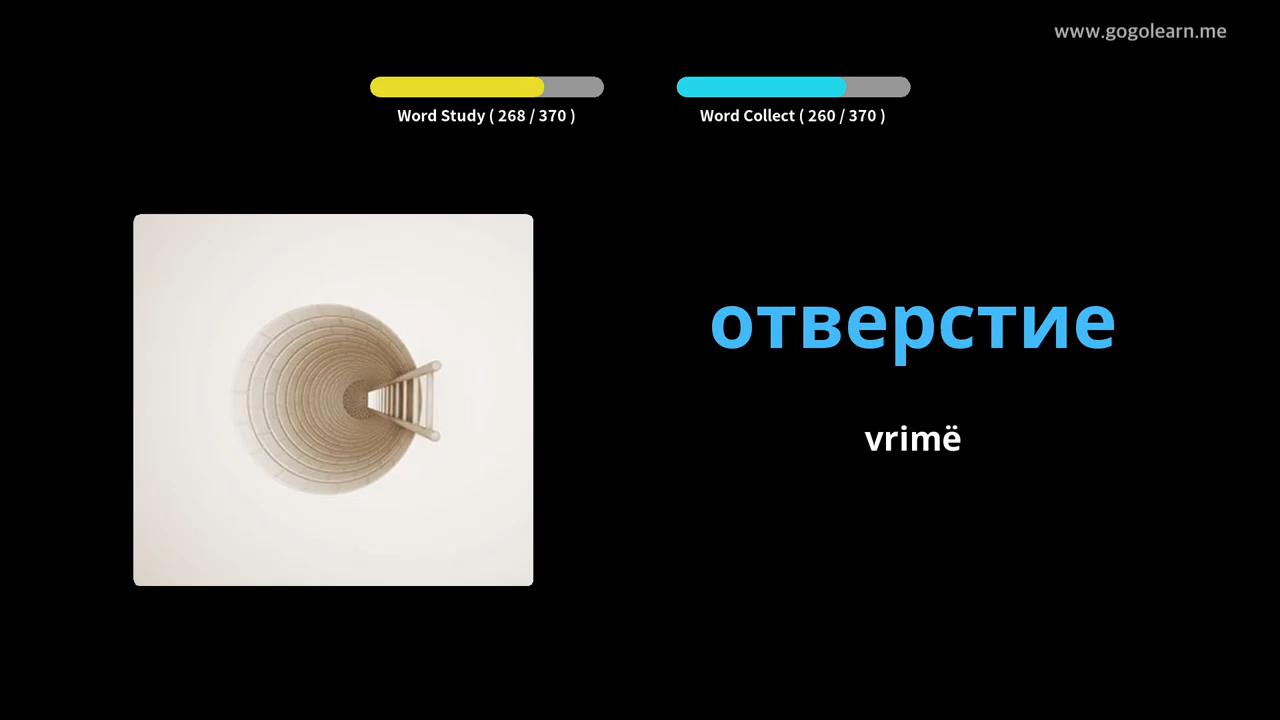 www.gogolearn.me
Word Study ( 268 / 370 )
Word Collect ( 260 / 370 )
отверстие
vrimë